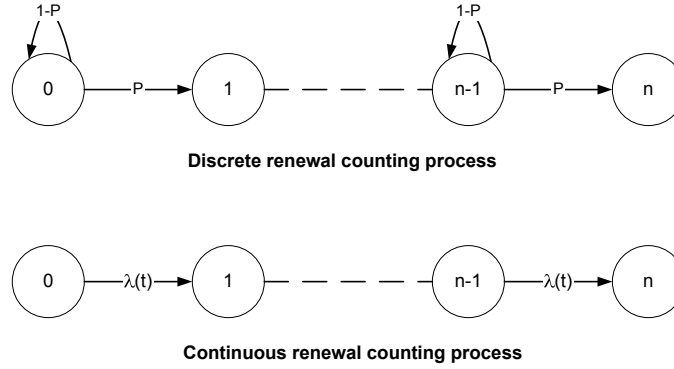 1-P 1-P
0 P 1 n-1 P n
Discrete renewal counting process
0 λ(t) 1 n-1 λ(t) n
Continuous renewal counting process